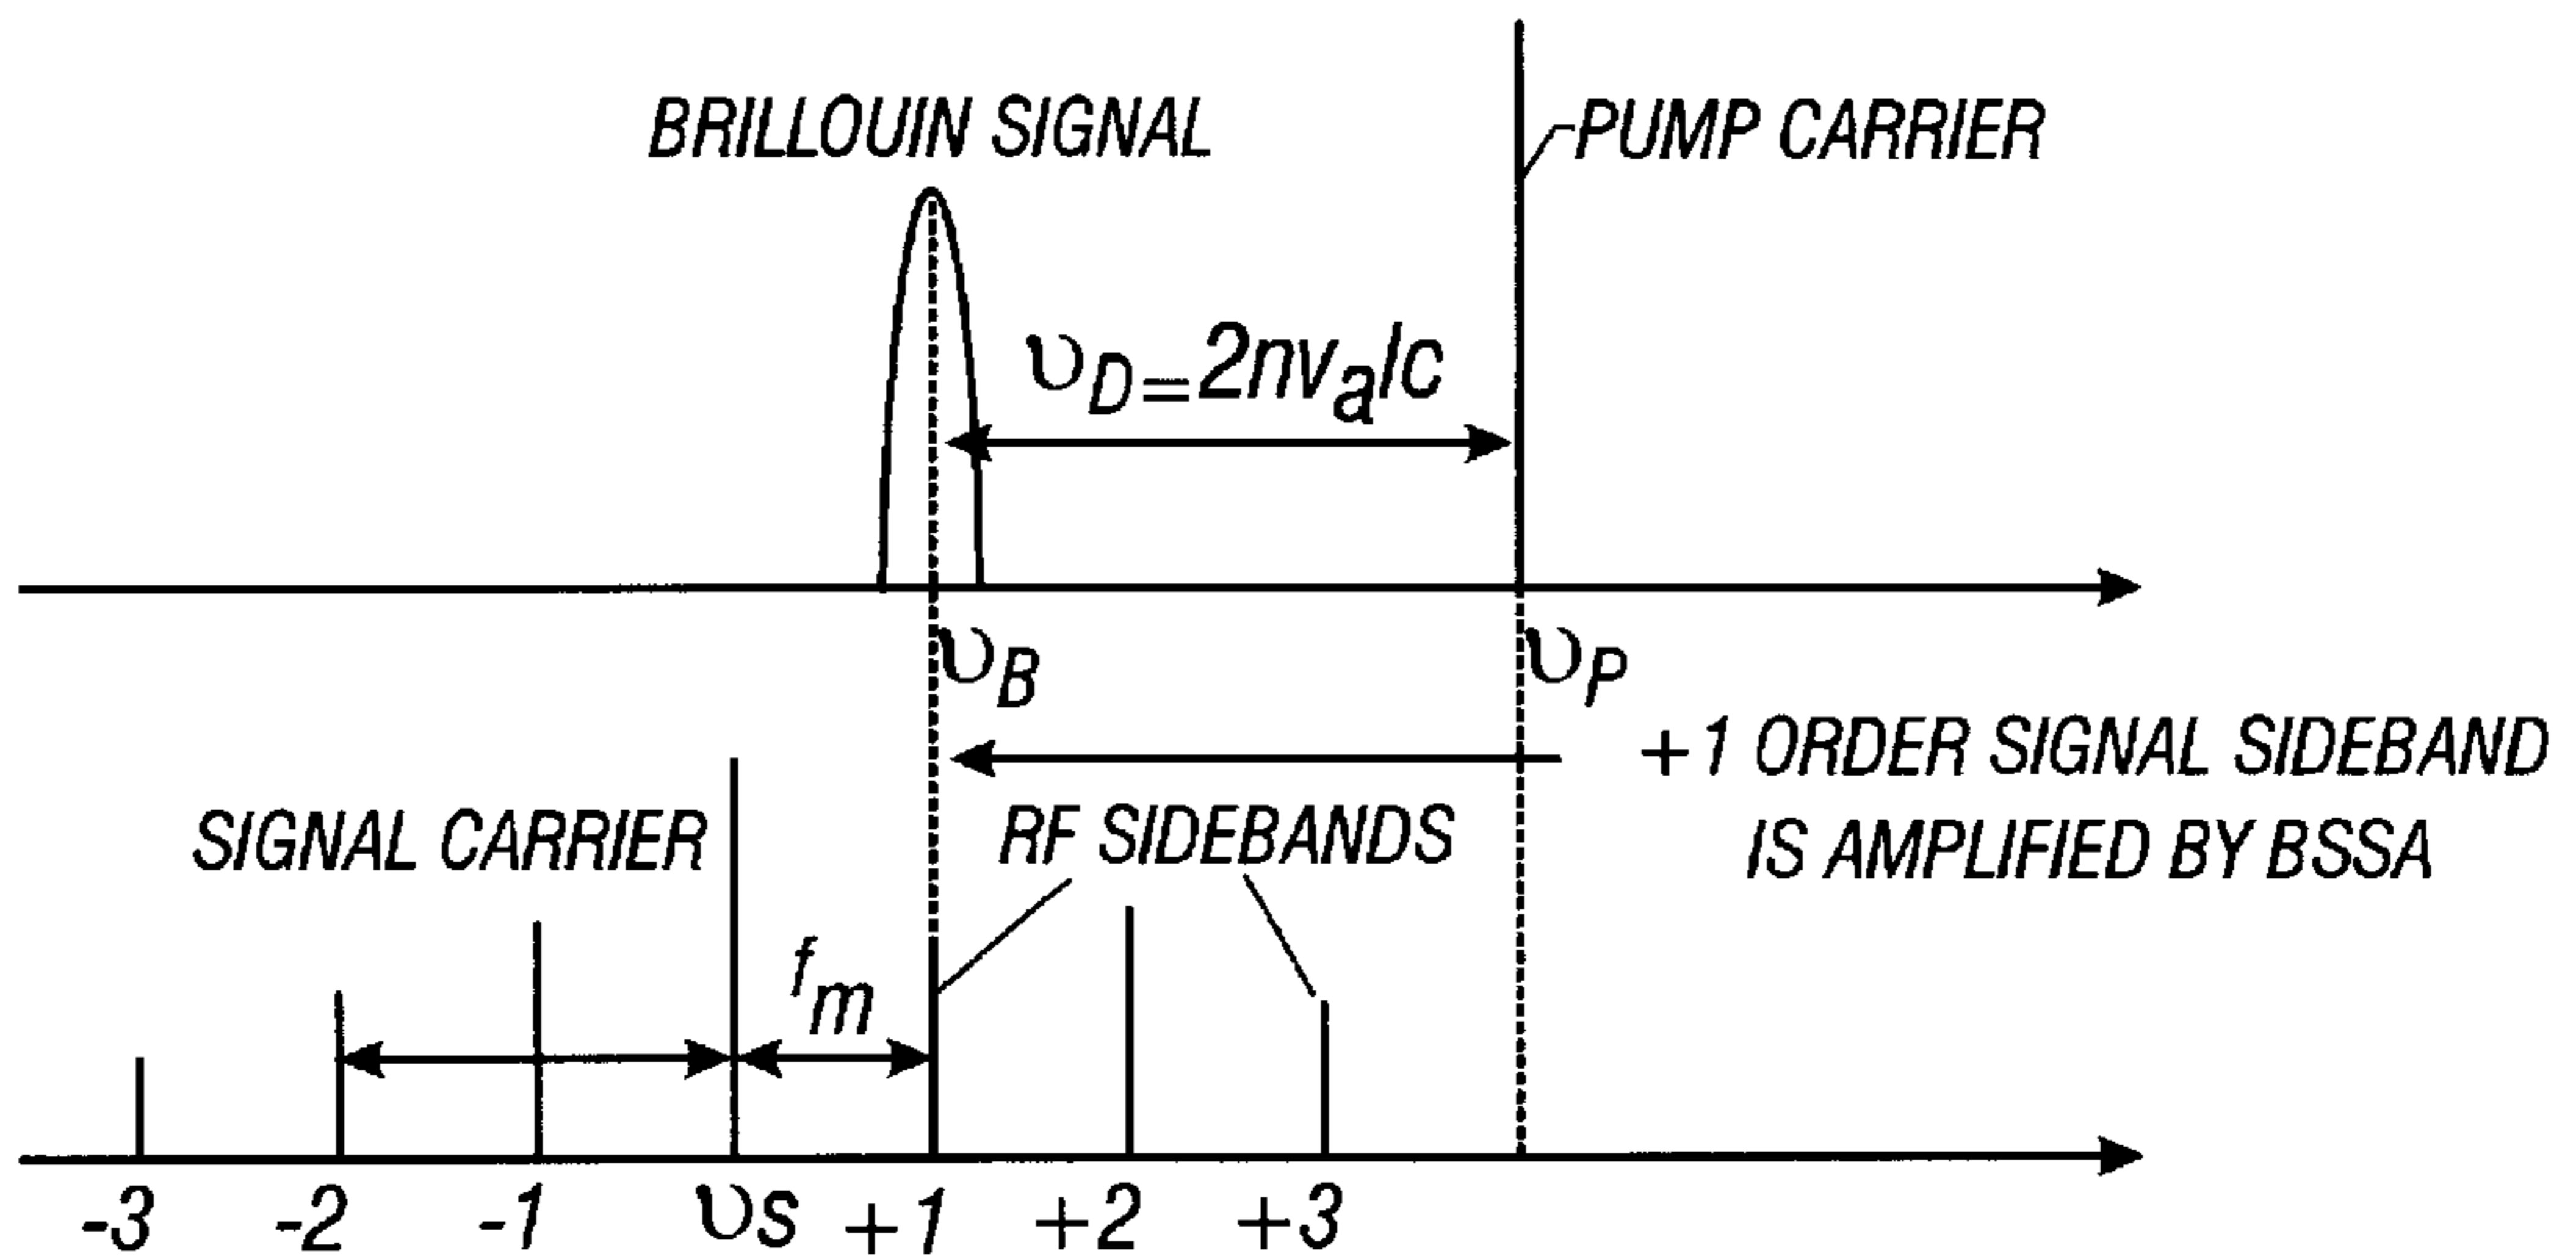 BRILLOUIN SIGNAL
PUMP CARRIER
υD=2nva/c
υB
υP
+1 ORDER SIGNAL SIDEBAND
IS AMPLIFIED BY BSSA
SIGNAL CARRIER
RF SIDEBANDS
fm
-3 -2 -1 υs +1 +2 +3